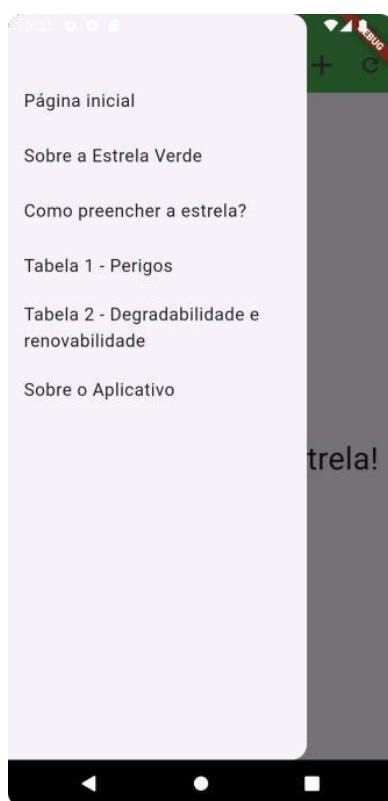 DEBUG
Página inicial
Sobre a Estrela Verde
Como preencher a estrela?
Tabela 1 - Perigos
Tabela 2 - Degradabilidade e
renovabilidade
Sobre o Aplicativo
trela!